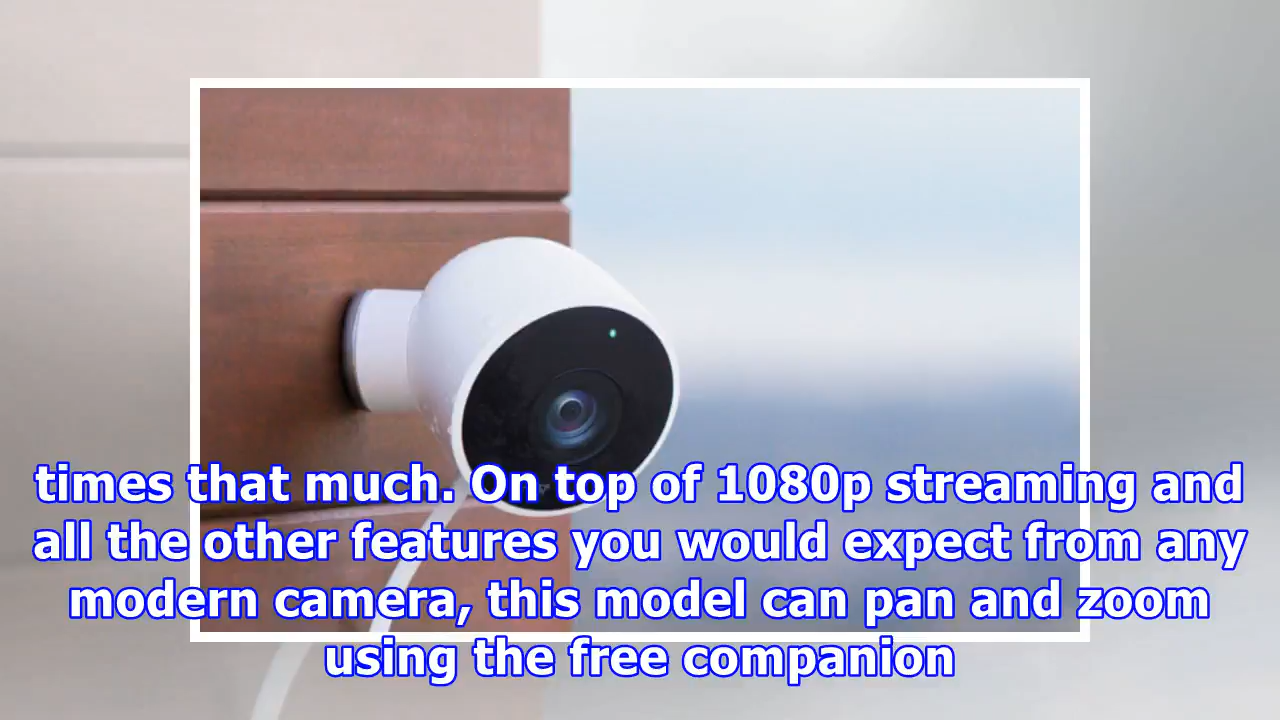 times that much. On top of 1080p streaming and
all the other features you would expect from any
modern camera, this model can pan and zoom
using the free companion